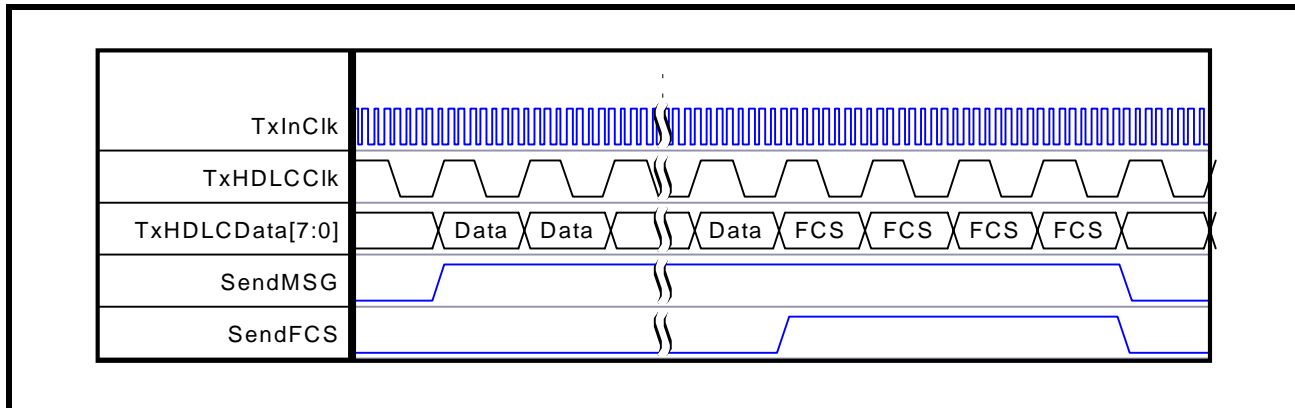 TxInClk
TxHDLCClk
TxHDLCData[7:0] Data Data Data FCS FCS FCS FCS
SendMSG
SendFCS